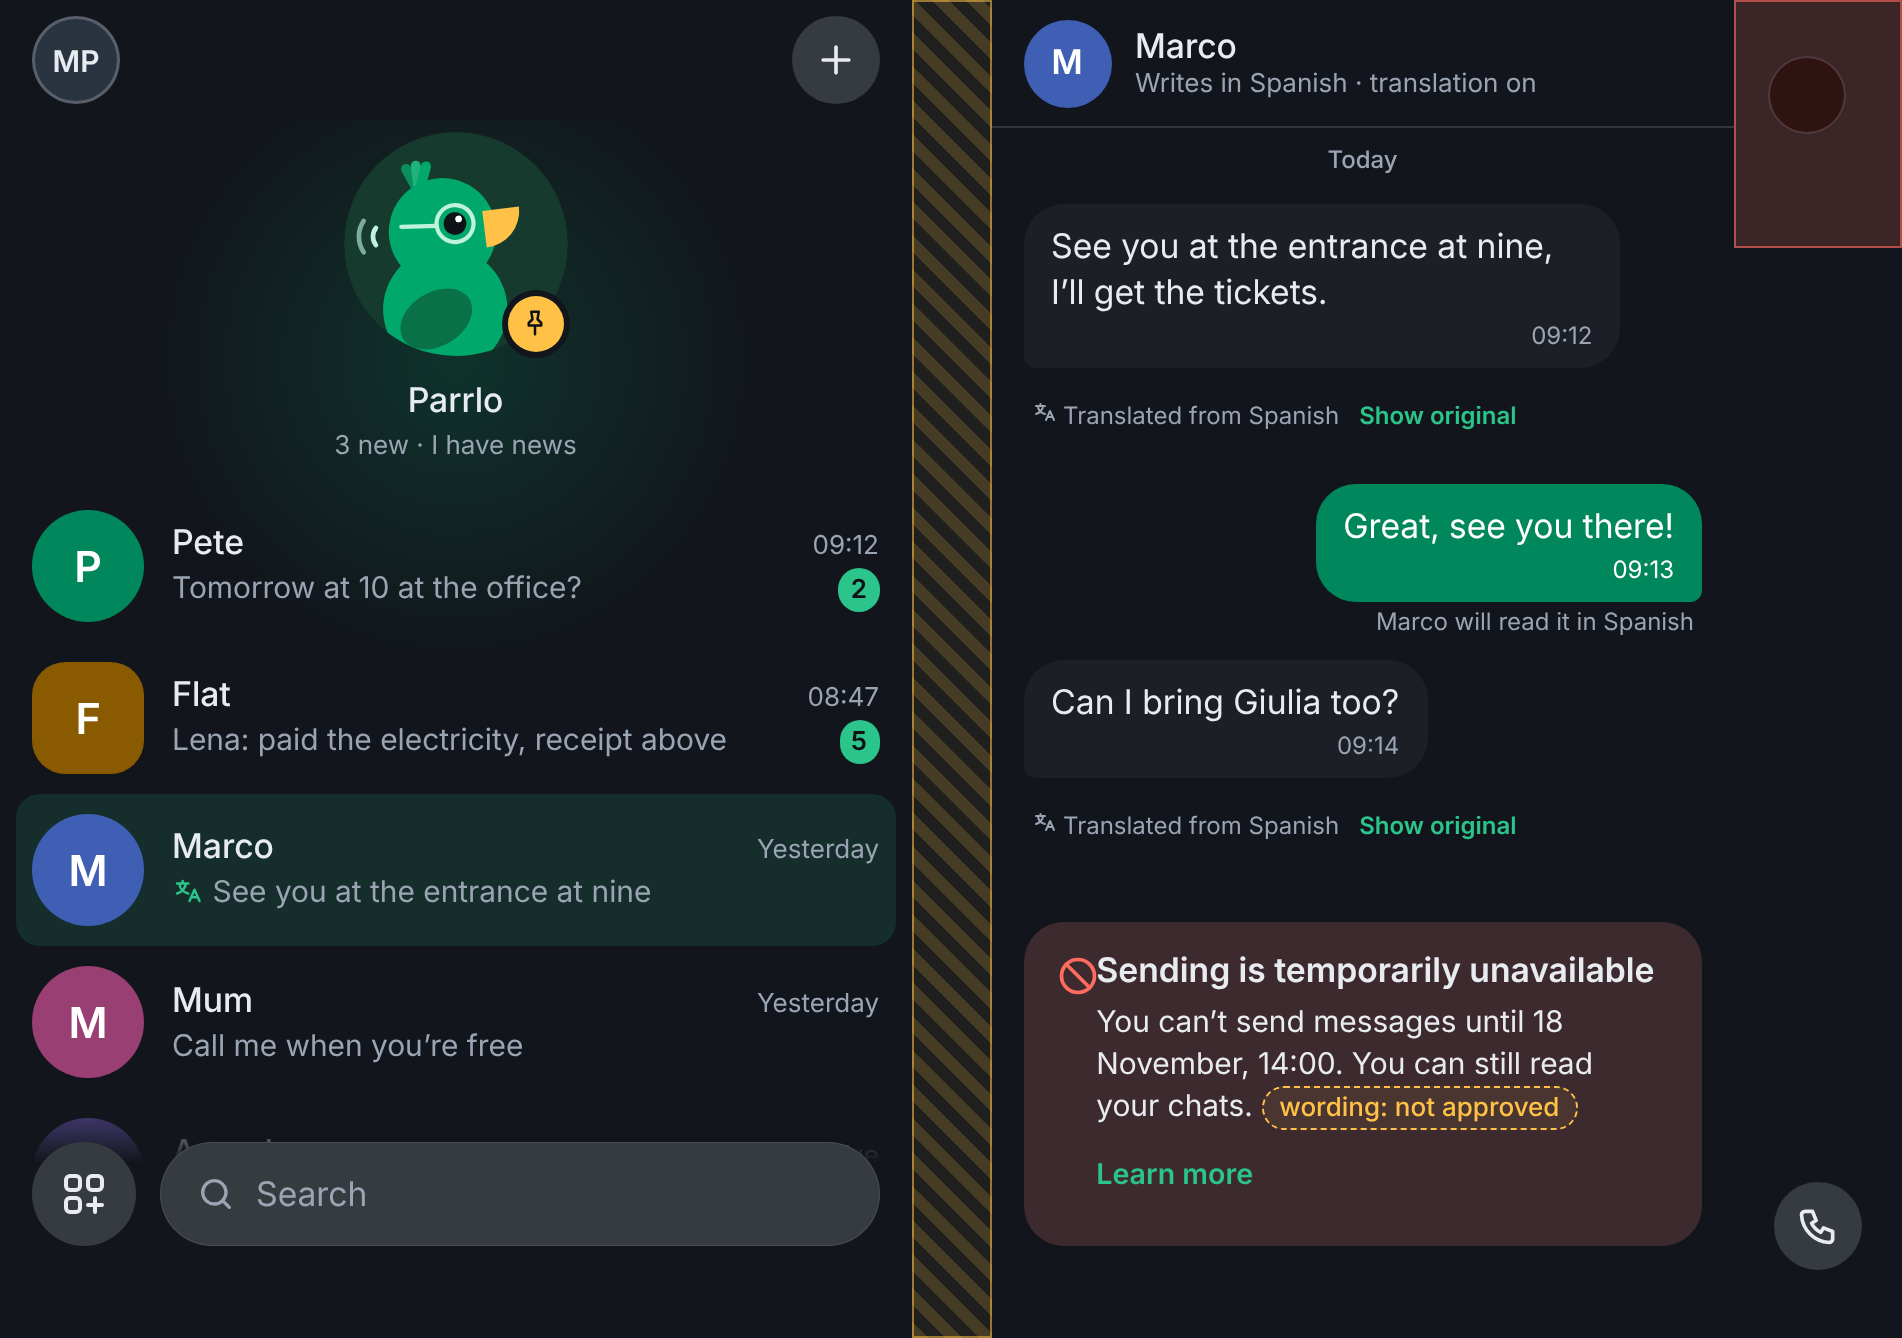 MP
Parrlo
3 new · I have news
P
Pete
09:12
Tomorrow at 10 at the office?
2
F
Flat
08:47
Lena: paid the electricity, receipt above
5
M
Marco
Yesterday
See you at the entrance at nine
M
Mum
Yesterday
Call me when you’re free
Search
M
Marco
Writes in Spanish · translation on
Today
See you at the entrance at nine,
I’ll get the tickets.
09:12
Translated from Spanish Show original
Great, see you there!
09:13
Marco will read it in Spanish
Can I bring Giulia too?
09:14
Translated from Spanish Show original
Sending is temporarily unavailable
You can’t send messages until 18
November, 14:00. You can still read
your chats. wording: not approved
Learn more